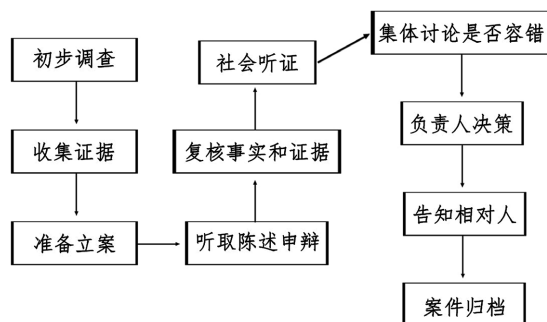 初步调查
收集证据
准备立案
听取陈述申辩
复核事实和证据
社会听证
集体讨论是否容错
负责人决策
告知相对人
案件归档